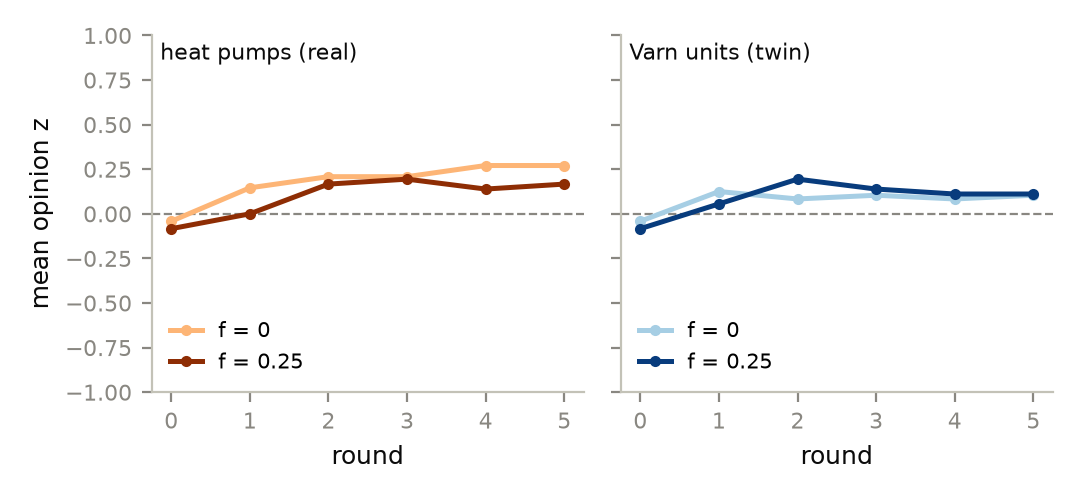 heat pumps (real)
Varn units (twin)
mean opinion z
1.00
0.75
0.50
0.25
0.00
−0.25
−0.50
−0.75
−1.00
f = 0
f = 0.25
f = 0
f = 0.25
0 1 2 3 4 5
0 1 2 3 4 5
round
round